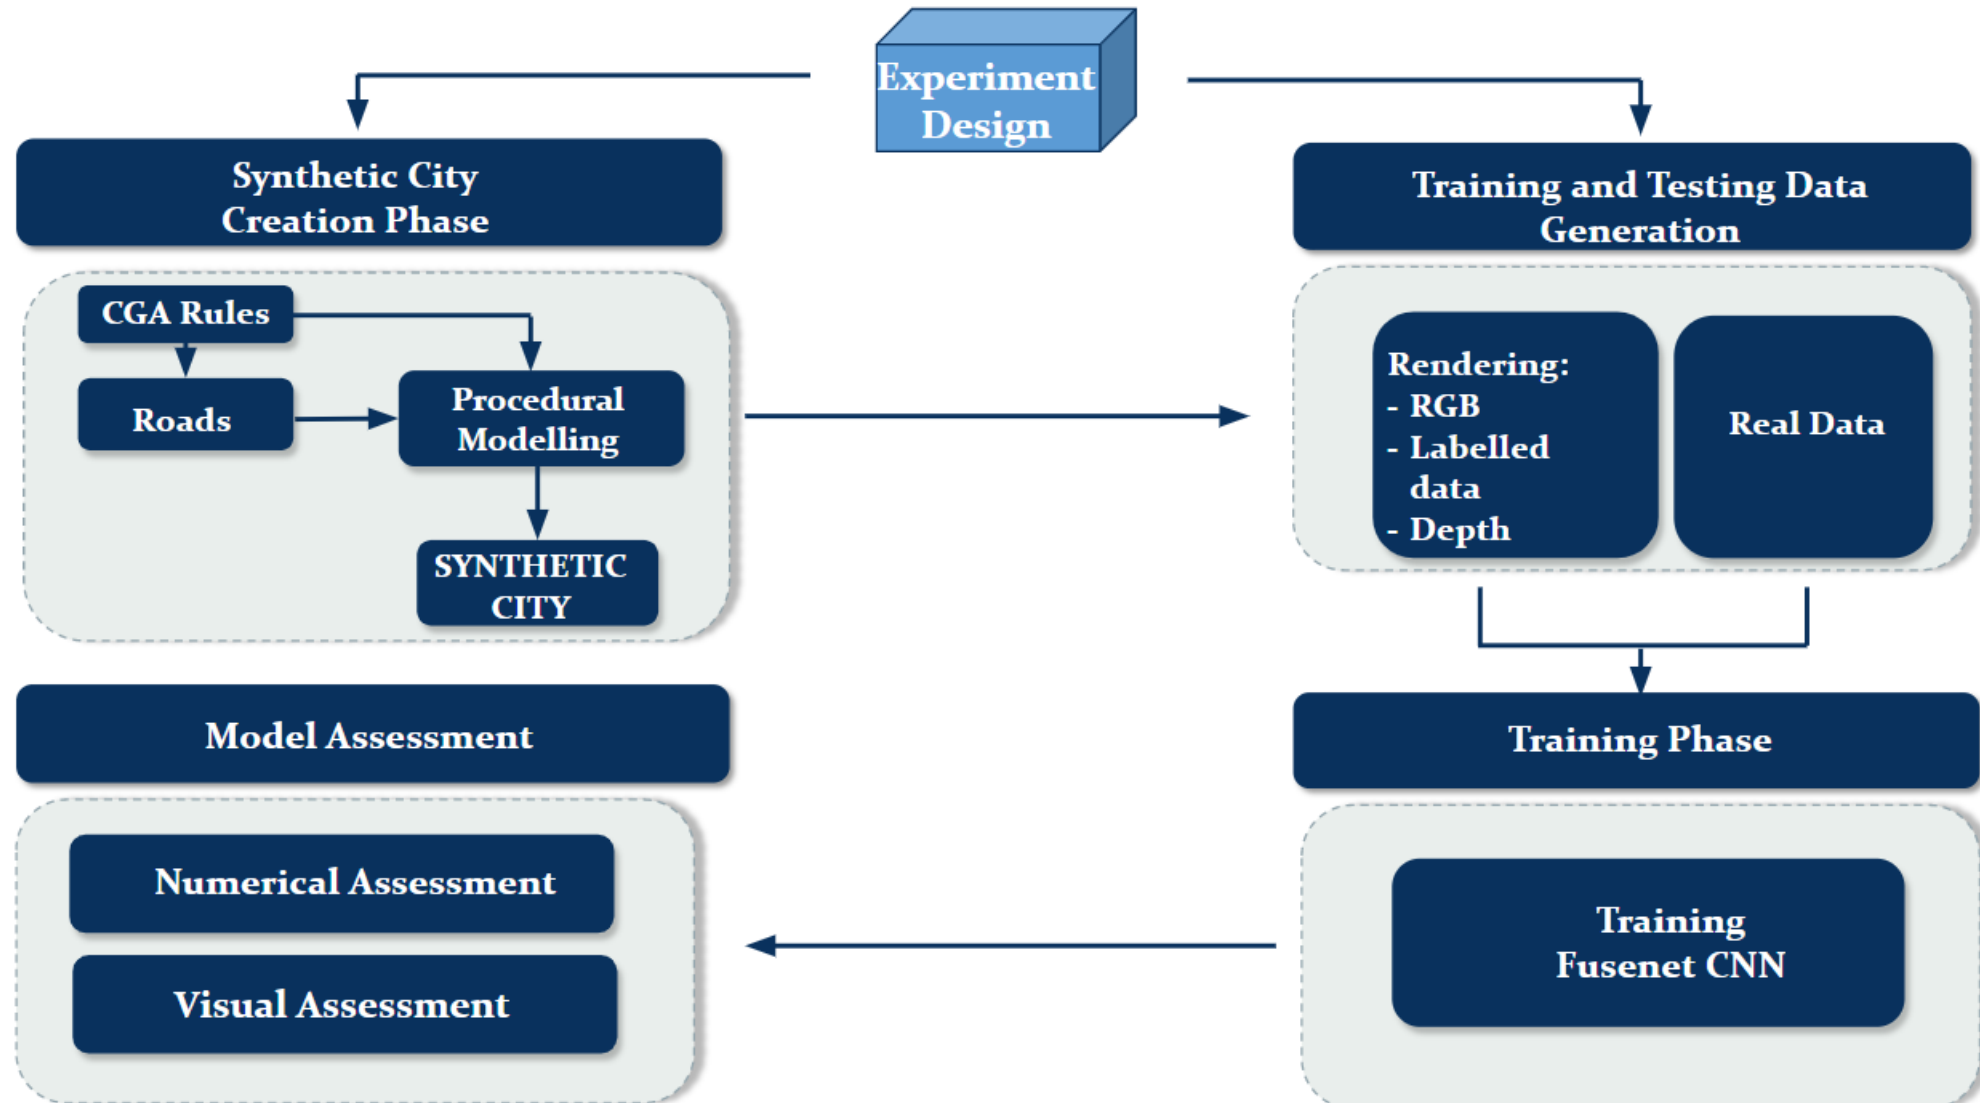 Experiment
Design
Synthetic City
Creation Phase
CGA Rules
Roads
Procedural
Modelling
SYNTHETIC
CITY
Training and Testing Data
Generation
Rendering:
- RGB
- Labelled
data
- Depth
Real Data
Training Phase
Training
Fusenet CNN
Model Assessment
Numerical Assessment
Visual Assessment